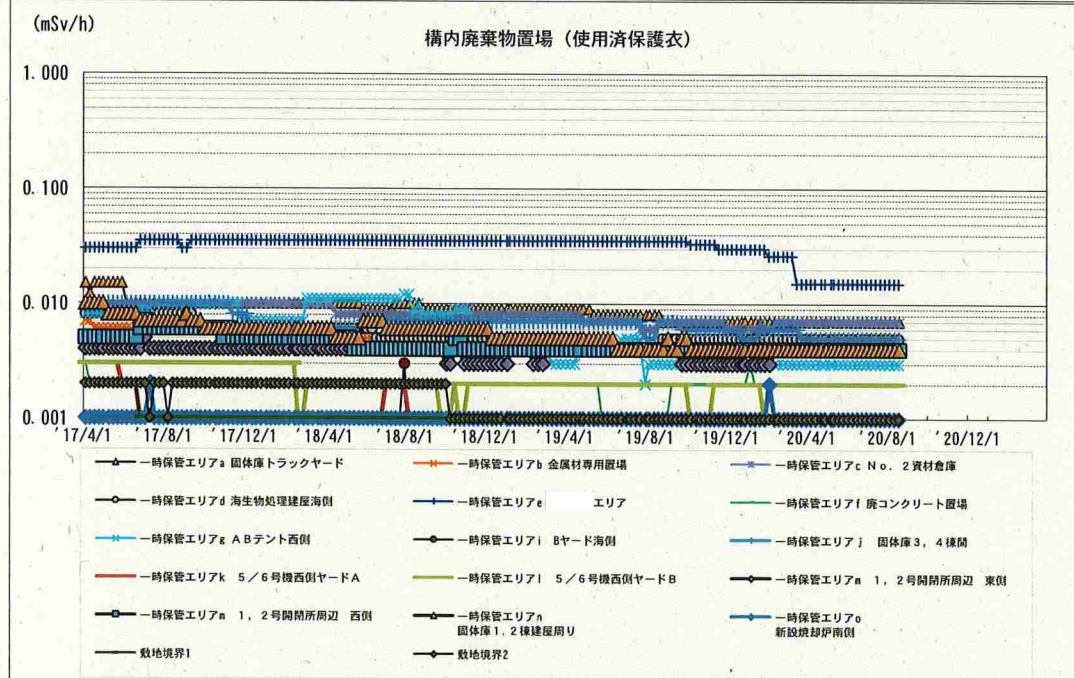 (mSv/h)
構内廃棄物置場（使用済保護衣）
1.000
0.100
0.010
0.001
'17/4/1 '17/8/1 '17/12/1 '18/4/1 '18/8/1 '18/12/1 '19/4/1 '19/8/1 '19/12/1 '20/4/1 '20/8/1 '20/12/1
一時保管エリアa 固体庫トラックヤード
一時保管エリアb 金属材専用置場
一時保管エリアc No．2資材倉庫
一時保管エリアd 海生物処理建屋海側
一時保管エリアe エリア
一時保管エリアf 廃コンクリート置場
一時保管エリアg ABテント西側
一時保管エリアi Bヤード海側
一時保管エリアj 固体庫3，4棟間
一時保管エリアk 5／6号機西側ヤードA
一時保管エリアl 5／6号機西側ヤードB
一時保管エリアm 1，2号開閉所周辺 東側
一時保管エリアm 1，2号開閉所周辺 西側
一時保管エリアn
固体庫1,2棟建屋周り
一時保管エリアo
新設焼却炉南側
敷地境界1
敷地境界2